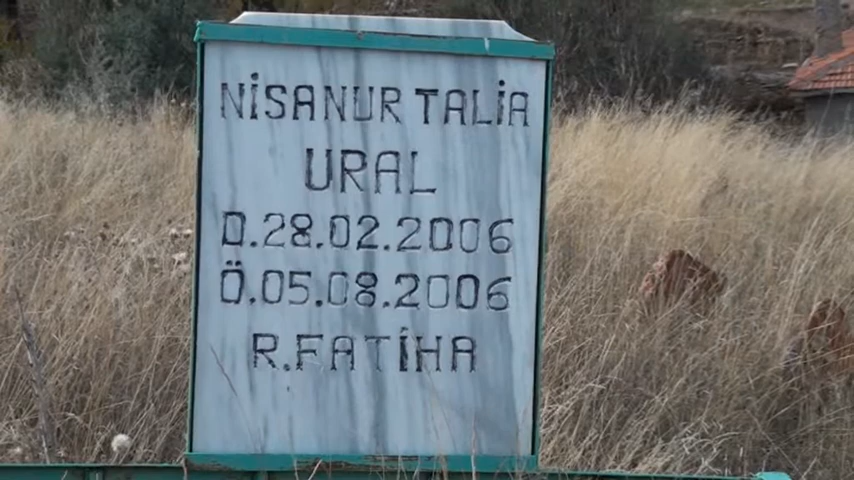 NİSANUR TALİA
URAL
D.28.02.2006
Ö.05.08.2006
R.FATİHA